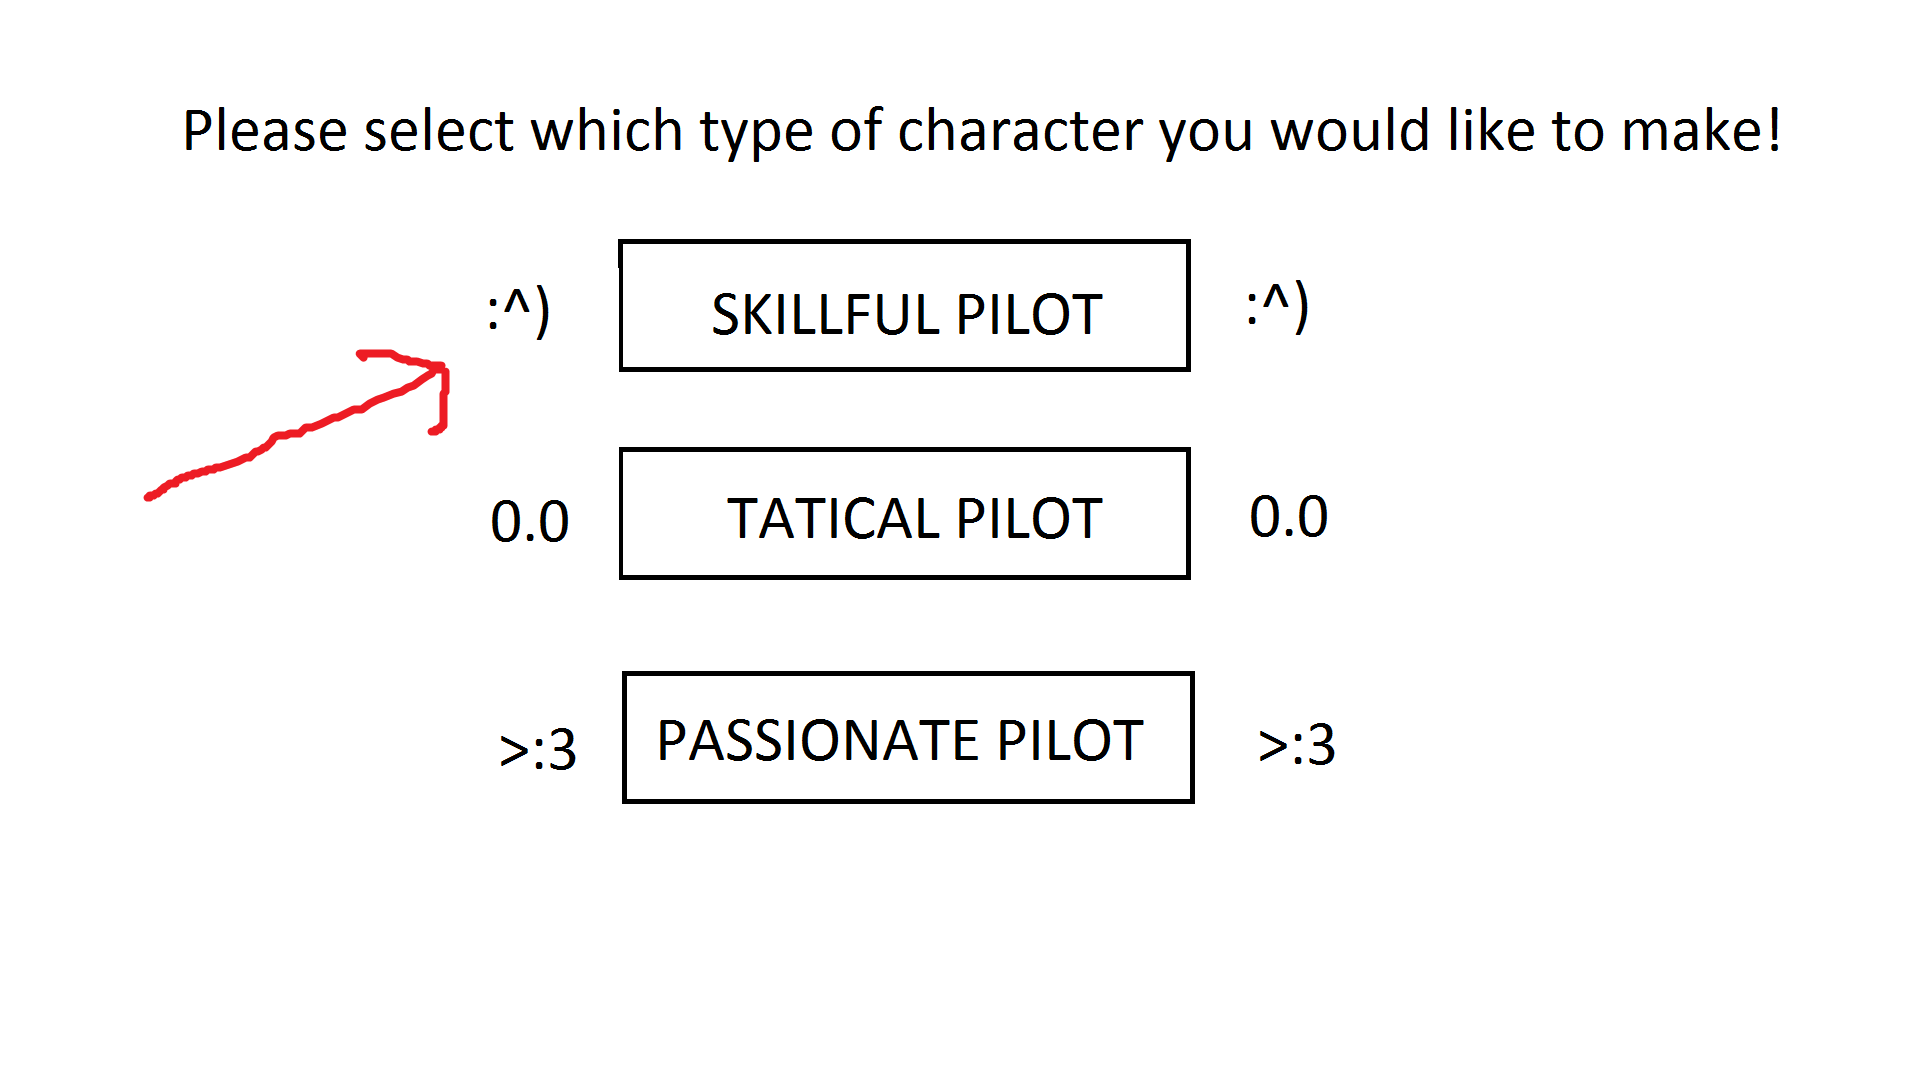 Please select which type of character you would like to make!
:^) SKILLFUL PILOT :^)
0.0 TATICAL PILOT 0.0
>:3 PASSIONATE PILOT >:3